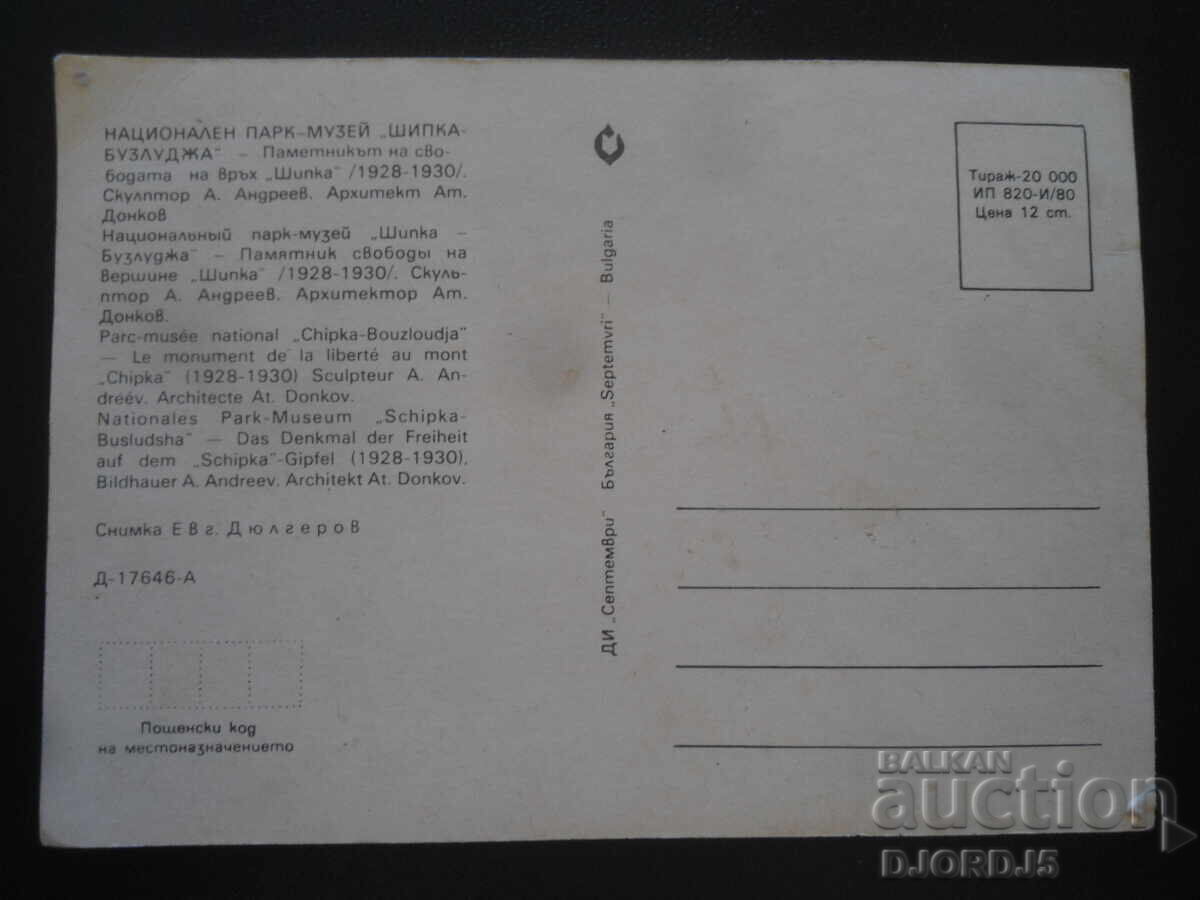 НАЦИОНАЛЕН ПАРК-МУЗЕЙ „ШИПКА-
БУЗЛУДЖА" — Паметникът на сво-
бодата на връх „Шипка" /1928-1930/.
Скулптор А. Андреев. Архитект Ат.
Донков
Национальный парк-музей „Шипка —
Бузлуджа" — Памятник свободы на
вершине „Шипка" /1928-1930/. Скуль-
птор А. Андреев. Архитектор Ат.
Донков.
Parc-musée national „Chipka-Bouzloudja"
— Le monument de la liberté au mont
„Chipka" (1928-1930) Sculpteur A. An-
dreév. Architecte At. Donkov.
Nationales Park-Museum „Schipka-
Busludsha" — Das Denkmal der Freiheit
auf dem „Schipka"-Gipfel (1928-1930),
Bildhauer A. Andreev. Architekt At. Donkov.
Снимка Евг. Дюлгеров
Д-17646-А
Пощенски код
на местоназначението
ДИ „Септември" България „Septemvri" — Bulgaria
Тираж-20 000
ИП 820-И/80
Цена 12 ст.
BALKAN
auction
DJORDJ5